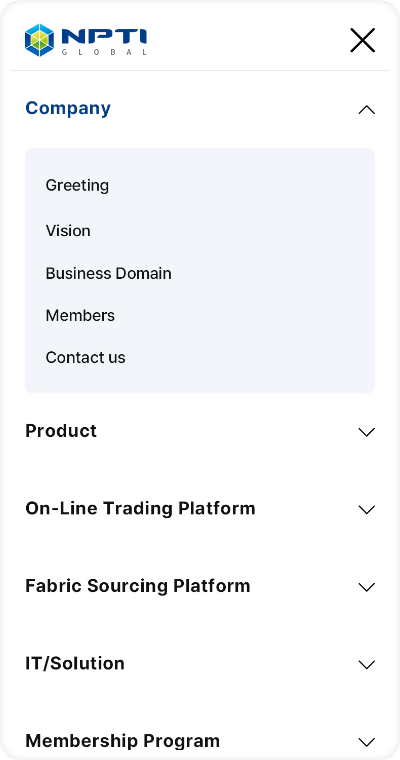 NPTI
GLOBAL
Company
Greeting
Vision
Business Domain
Members
Contact us
Product
On-Line Trading Platform
Fabric Sourcing Platform
IT/Solution
Membership Program